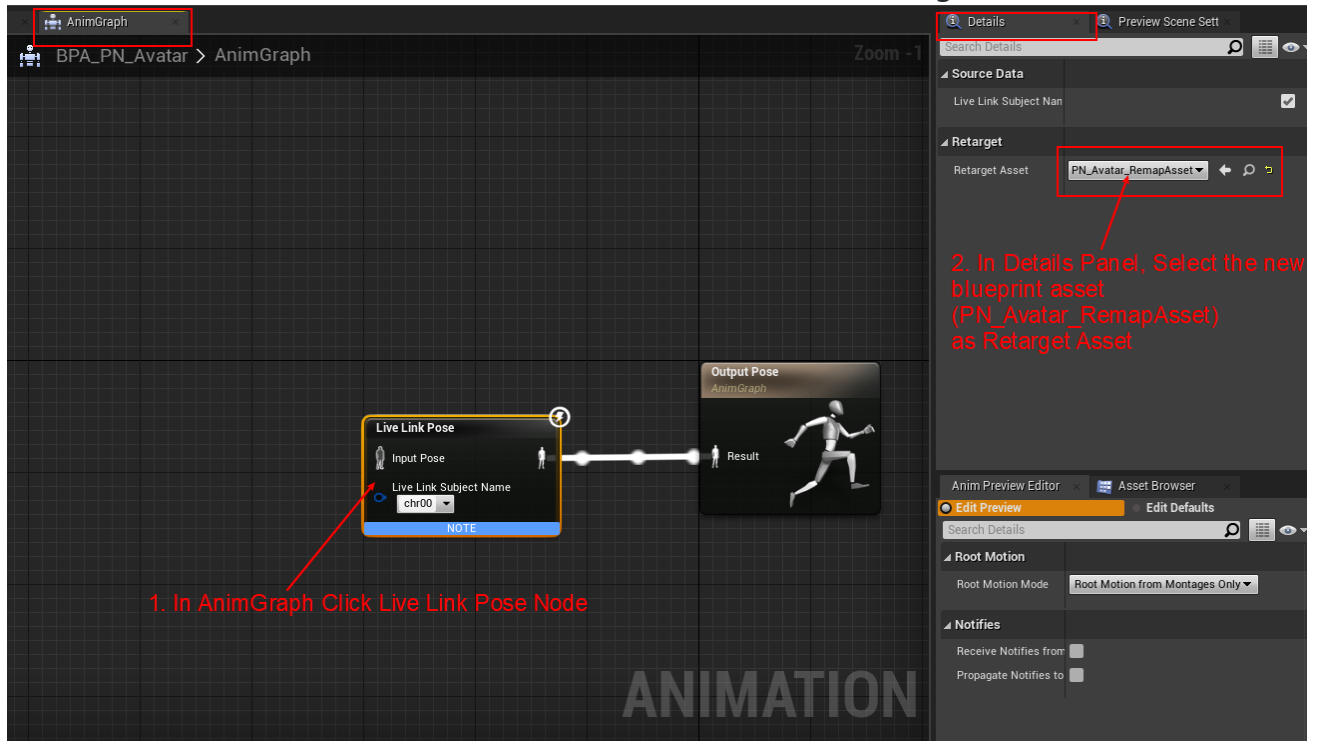 AnimGraph
BPA_PN_Avatar > AnimGraph
Zoom -1
Live Link Pose
Input Pose
Live Link Subject Name
chr00
NOTE
Output Pose
AnimGraph
Result
1. In AnimGraph Click Live Link Pose Node
ANIMATION
Details
Preview Scene Sett
Search Details
Source Data
Live Link Subject Nam
Retarget
Retarget Asset
PN_Avatar_RemapAsset
2. In Details Panel, Select the new
blueprint asset
(PN_Avatar_RemapAsset)
as Retarget Asset
Anim Preview Editor
Asset Browser
Edit Preview
Edit Defaults
Search Details
Root Motion
Root Motion Mode
Root Motion from Montages Only
Notifies
Receive Notifies from
Propagate Notifies to